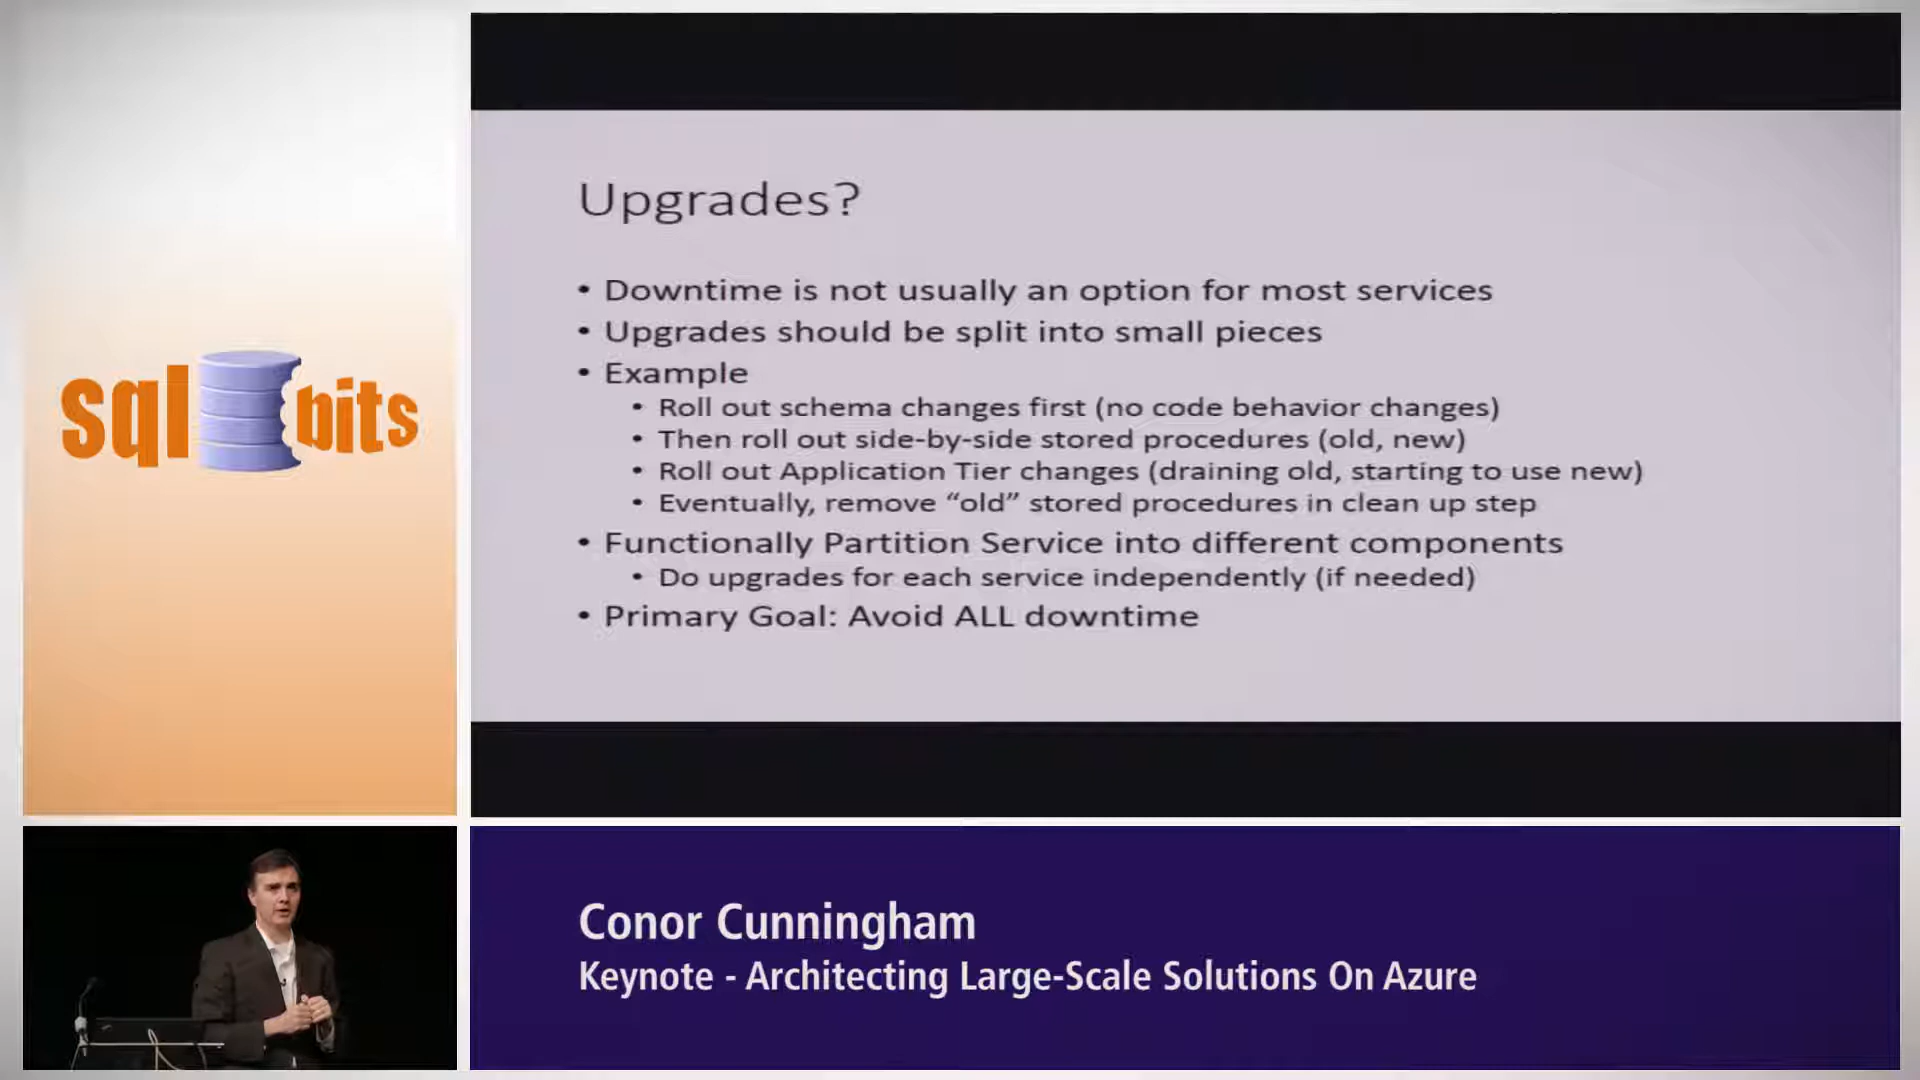 sql bits
Upgrades?
• Downtime is not usually an option for most services
• Upgrades should be split into small pieces
• Example
• Roll out schema changes first (no code behavior changes)
• Then roll out side-by-side stored procedures (old, new)
• Roll out Application Tier changes (draining old, starting to use new)
• Eventually, remove “old” stored procedures in clean up step
• Functionally Partition Service into different components
• Do upgrades for each service independently (if needed)
• Primary Goal: Avoid ALL downtime
Conor Cunningham
Keynote - Architecting Large-Scale Solutions On Azure